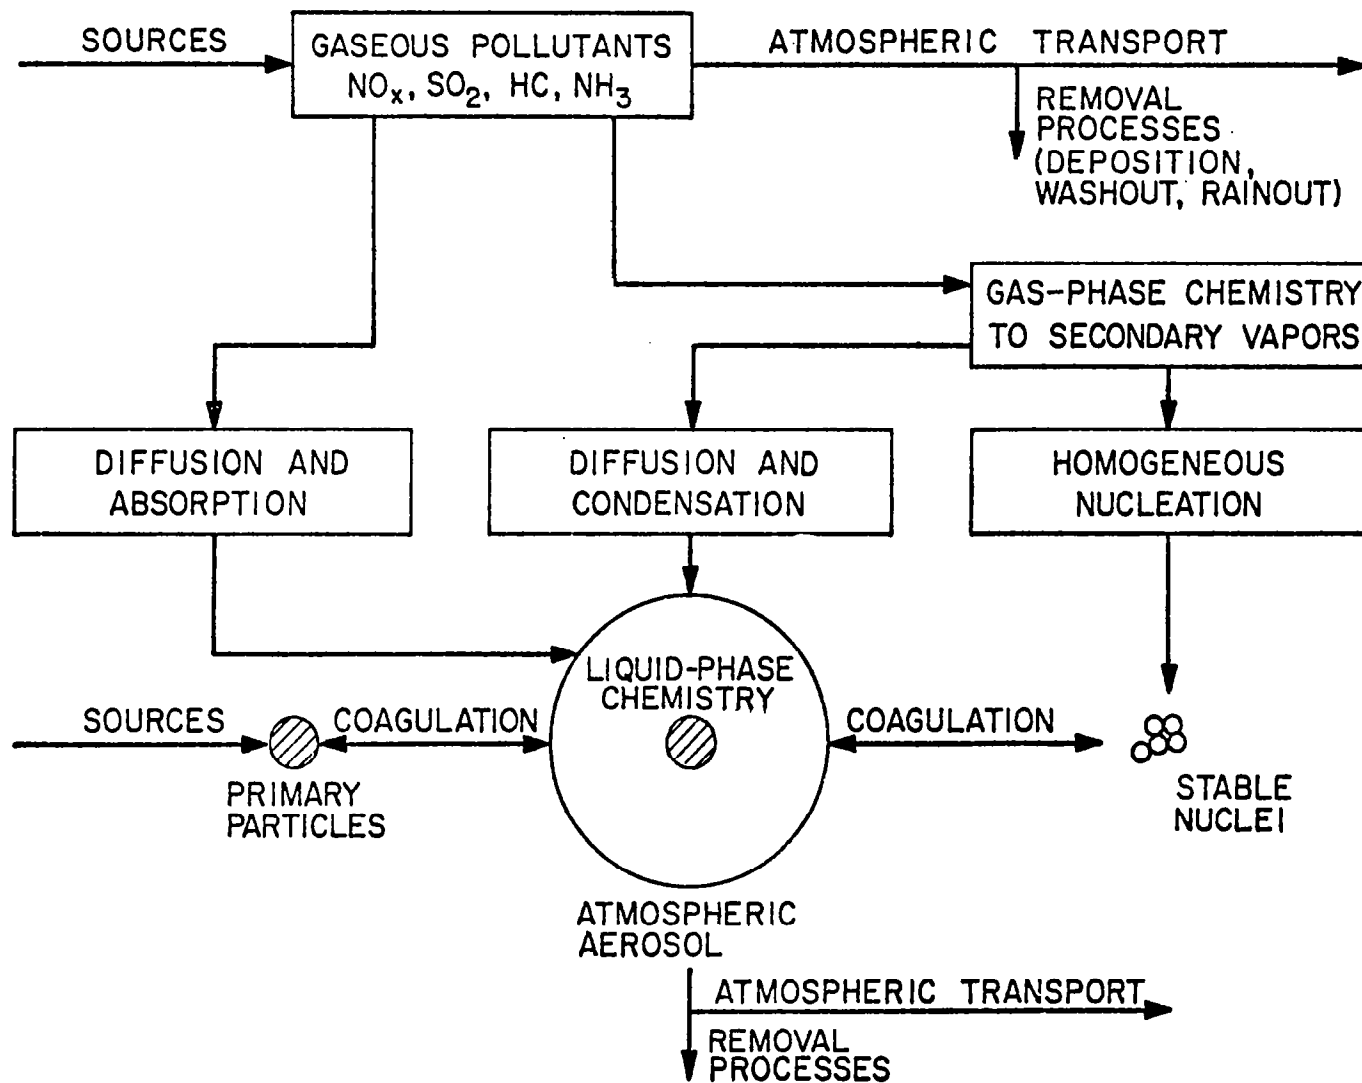 SOURCES
GASEOUS POLLUTANTS
NOx, SO2, HC, NH3
ATMOSPHERIC TRANSPORT
REMOVAL
PROCESSES
(DEPOSITION,
WASHOUT, RAINOUT)
GAS-PHASE CHEMISTRY
TO SECONDARY VAPORS
DIFFUSION AND
ABSORPTION
DIFFUSION AND
CONDENSATION
HOMOGENEOUS
NUCLEATION
LIQUID-PHASE
CHEMISTRY
SOURCES
COAGULATION
COAGULATION
PRIMARY
PARTICLES
STABLE
NUCLEI
ATMOSPHERIC
AEROSOL
ATMOSPHERIC TRANSPORT
REMOVAL
PROCESSES